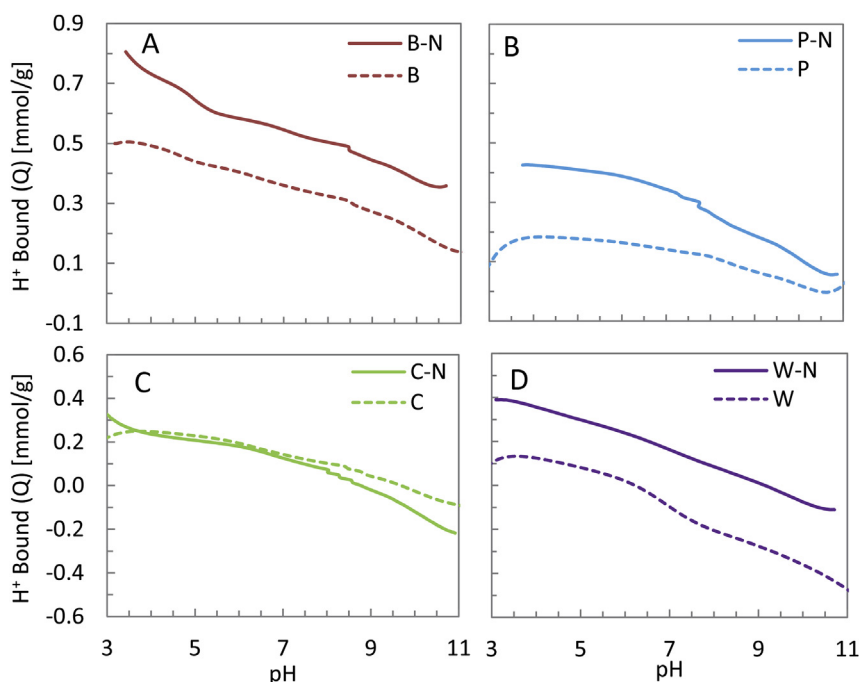 0.9
0.7
0.5
0.3
0.1
-0.1
H⁺ Bound (Q) [mmol/g]
A
B-N
B
B
P-N
P
0.6
0.4
0.2
0.0
-0.2
-0.4
-0.6
H⁺ Bound (Q) [mmol/g]
C
C-N
C
D
W-N
W
3 5 7 9 11
pH
3 5 7 9 11
pH